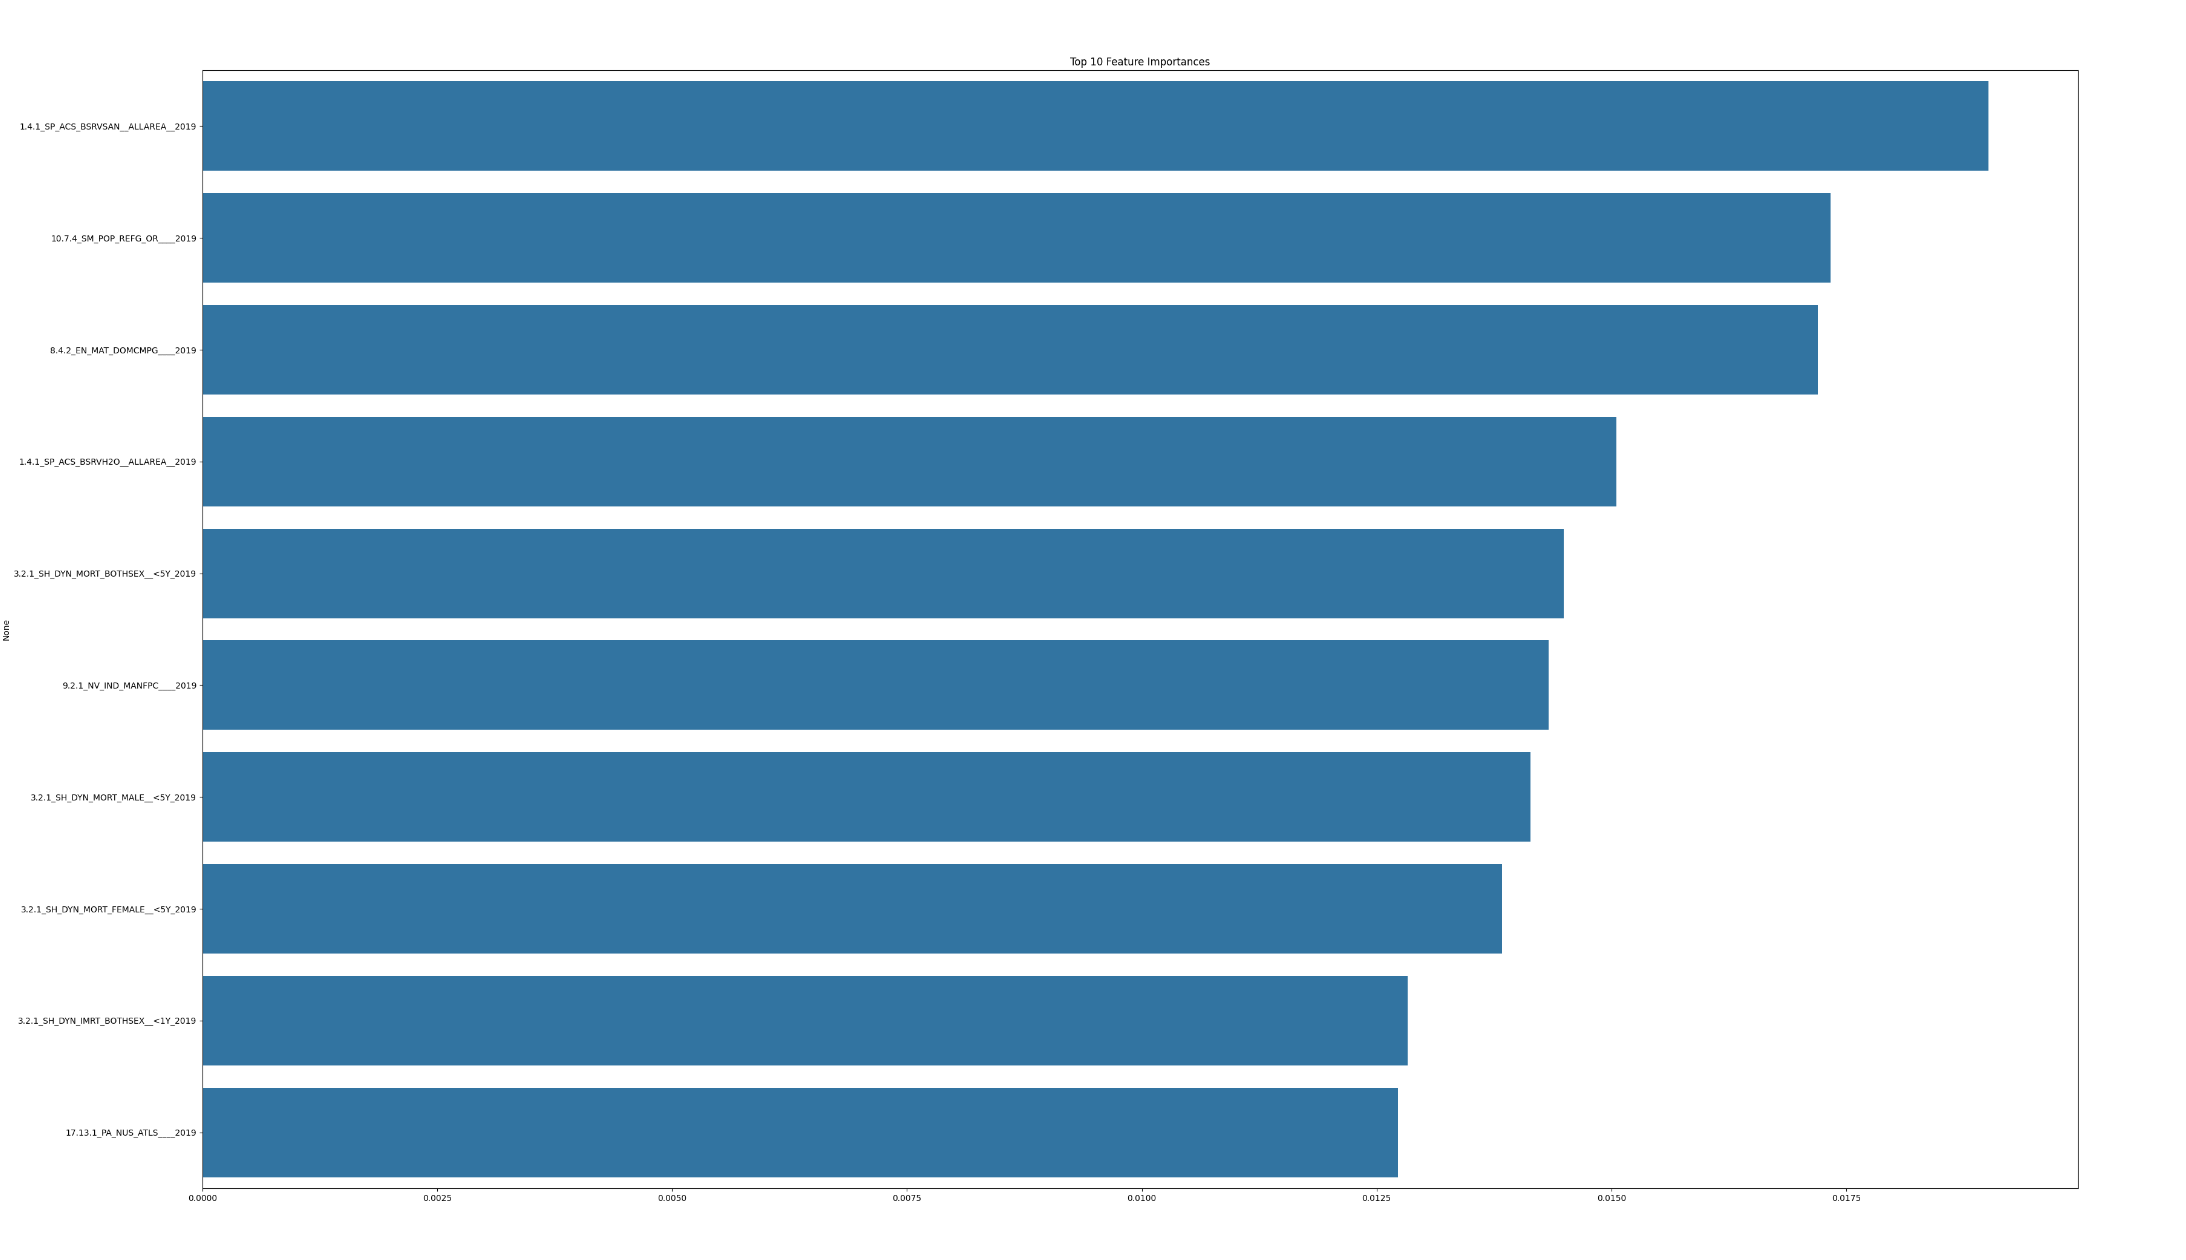 Top 10 Feature Importances
1.4.1_SP_ACS_BSRVSAN__ALLAREA__2019
10.7.4_SM_POP_REFG_OR____2019
8.4.2_EN_MAT_DOMCMPG____2019
1.4.1_SP_ACS_BSRVH2O__ALLAREA__2019
3.2.1_SH_DYN_MORT_BOTHSEX__<5Y_2019
None
9.2.1_NV_IND_MANFPC____2019
3.2.1_SH_DYN_MORT_MALE__<5Y_2019
3.2.1_SH_DYN_MORT_FEMALE__<5Y_2019
3.2.1_SH_DYN_IMRT_BOTHSEX__<1Y_2019
17.13.1_PA_NUS_ATLS____2019
0.0000 0.0025 0.0050 0.0075 0.0100 0.0125 0.0150 0.0175